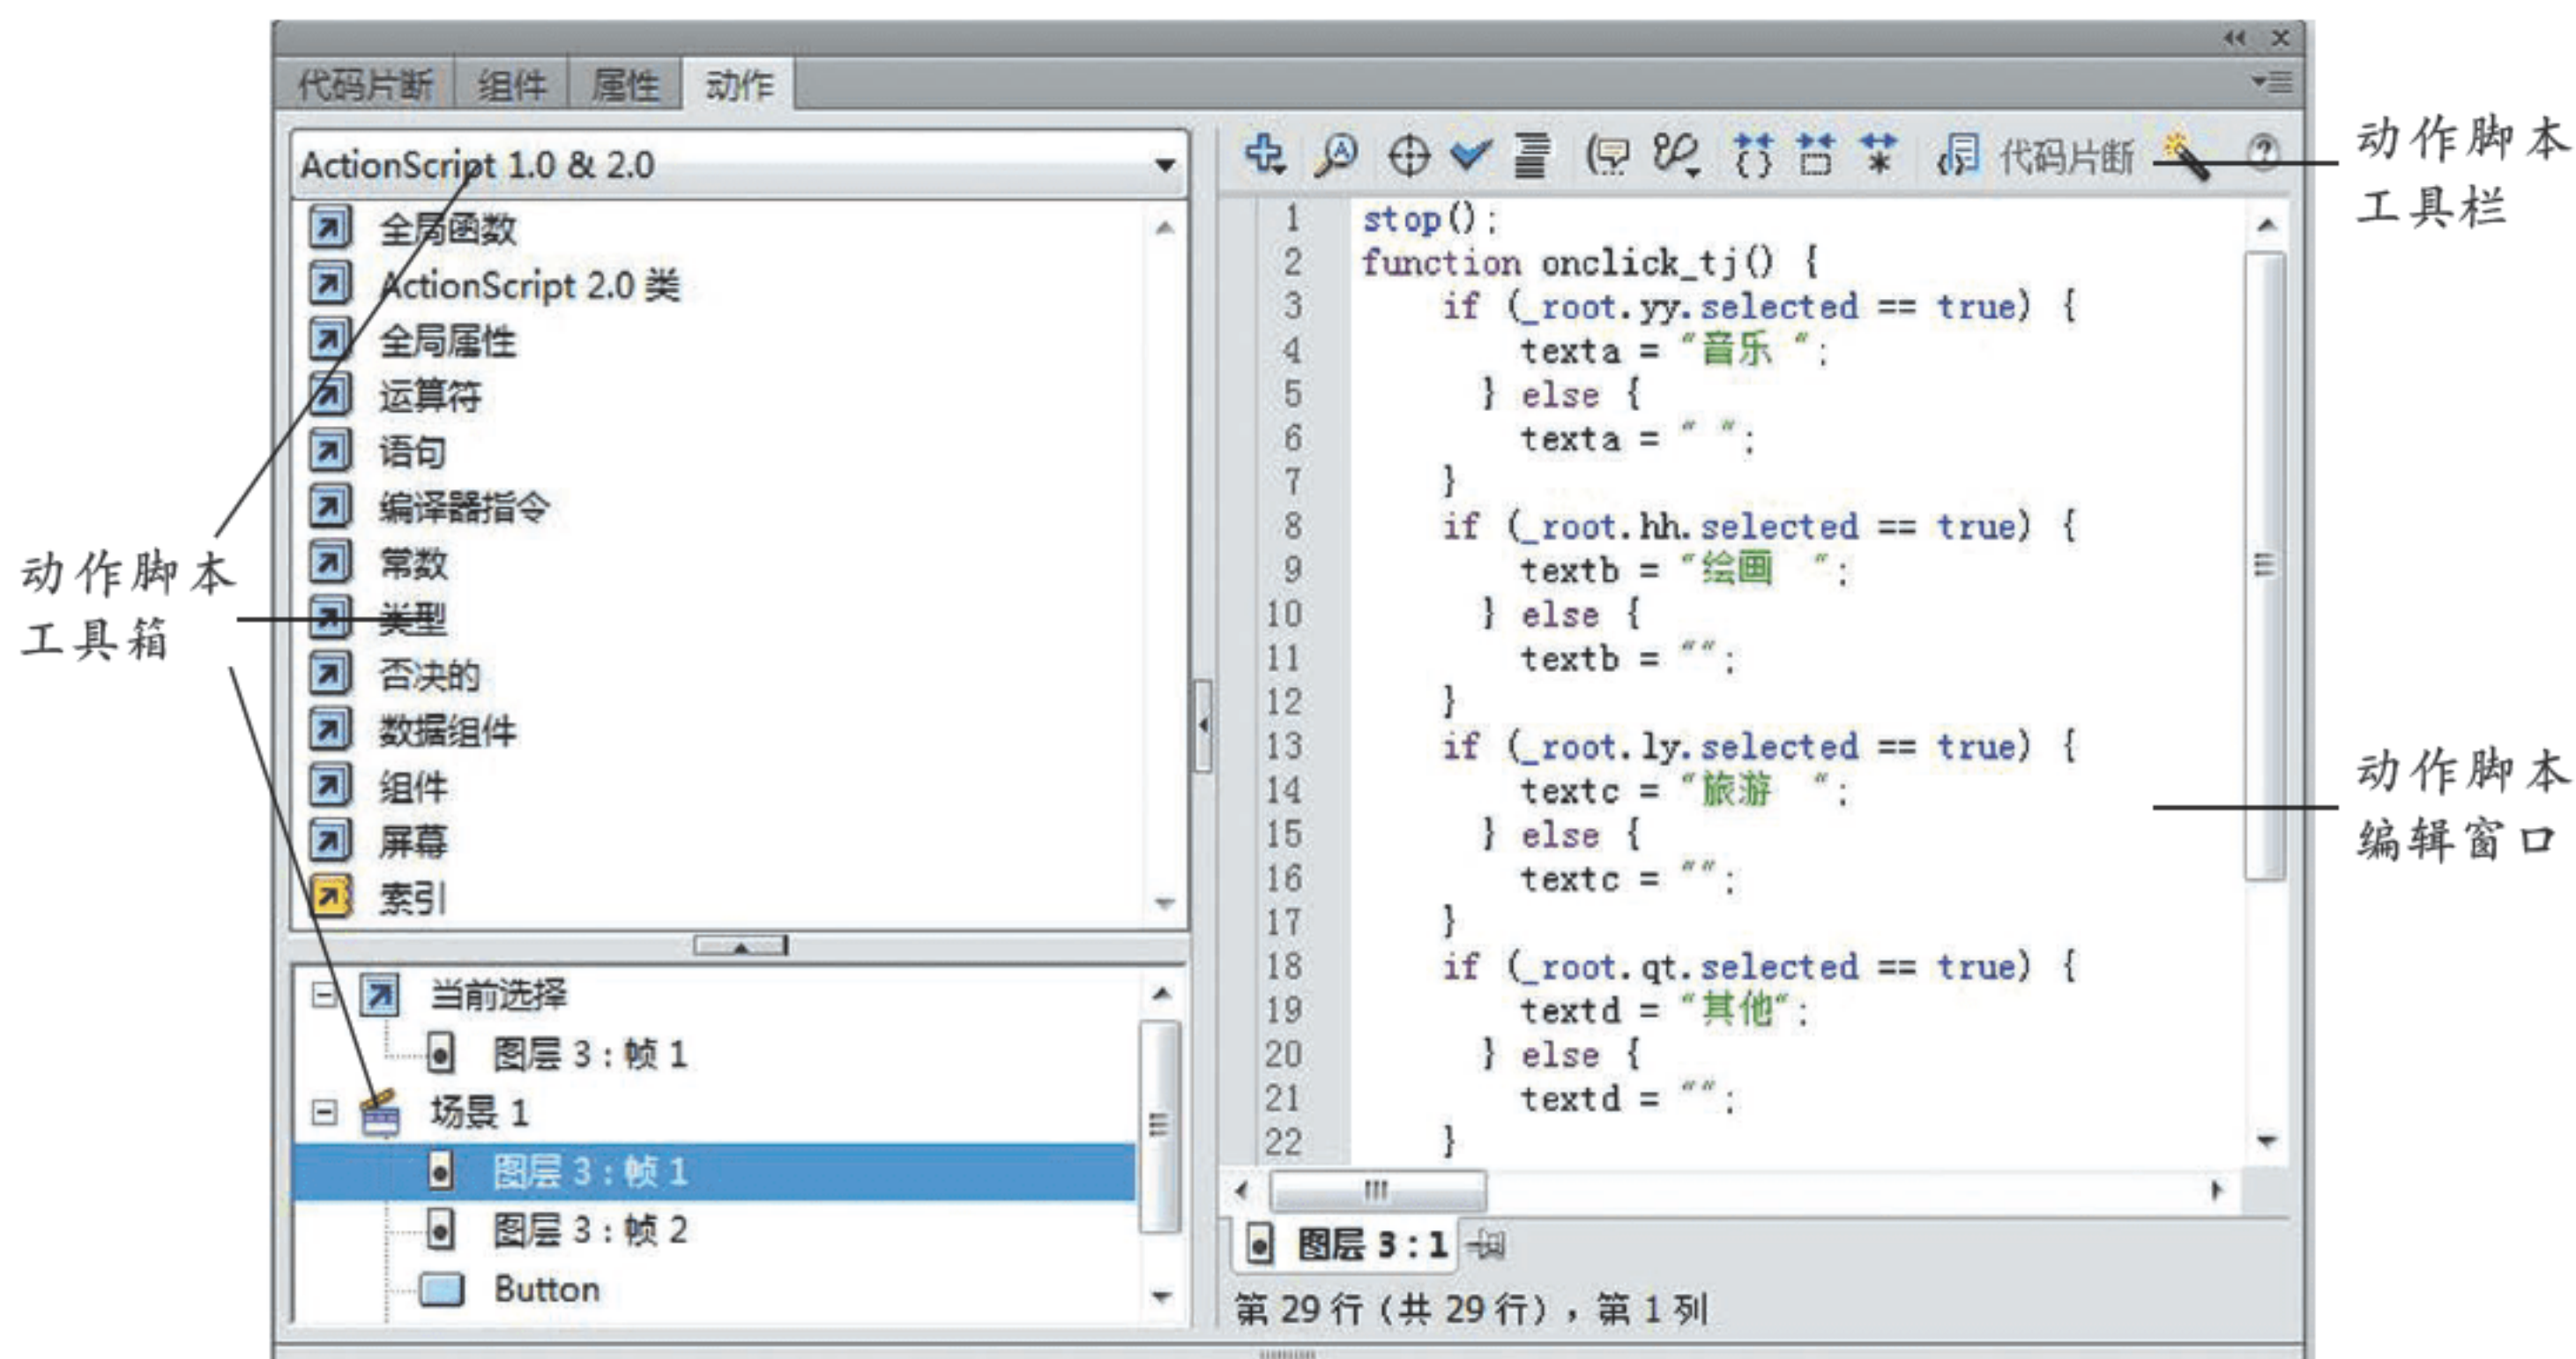 代码片断 组件 属性 动作
ActionScript 1.0 & 2.0
全局函数
ActionScript 2.0 类
全局属性
运算符
语句
编译器指令
常数
类型
否决的
数据组件
组件
屏幕
索引
当前选择
图层 3 : 帧 1
场景 1
图层 3 : 帧 1
图层 3 : 帧 2
Button
代码片断
1 stop();
2 function onclick_tj() {
3 if (_root.yy.selected == true) {
4 texta = "音乐 ";
5 } else {
6 texta = " ";
7 }
8 if (_root.hh.selected == true) {
9 textb = "绘画 ";
10 } else {
11 textb = "";
12 }
13 if (_root.ly.selected == true) {
14 textc = "旅游 ";
15 } else {
16 textc = "";
17 }
18 if (_root.qt.selected == true) {
19 textd = "其他";
20 } else {
21 textd = "";
22 }
图层 3 : 1
第 29 行 (共 29 行) , 第 1 列
动作脚本
工具箱
动作脚本
工具栏
动作脚本
编辑窗口